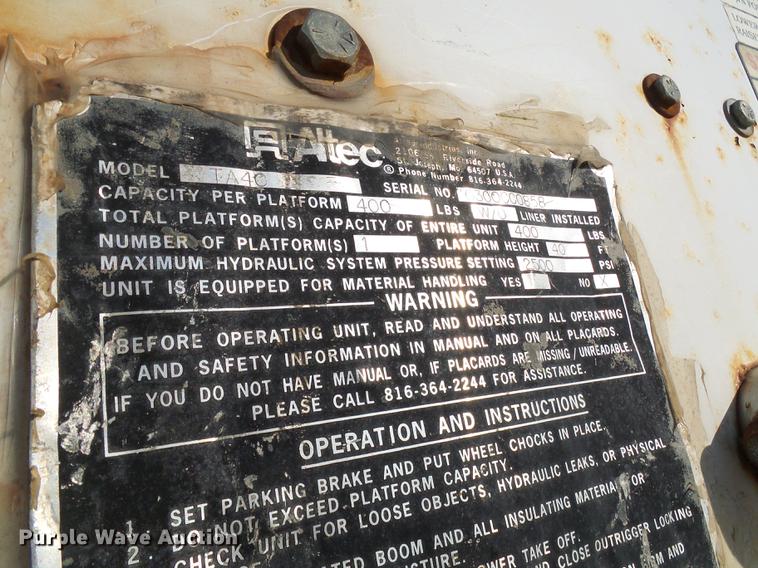 Altec
Industries, Inc.
Riverside Road
St. Joseph, Mo. 64507 U.S.A.
® Phone Number 816-364-2244
MODEL TA40 SERIAL NO.
CAPACITY PER PLATFORM 400 LBS W/O LINER INSTALLED
TOTAL PLATFORM(S) CAPACITY OF ENTIRE UNIT 400 LBS
NUMBER OF PLATFORM(S) 1 PLATFORM HEIGHT 40 FT
MAXIMUM HYDRAULIC SYSTEM PRESSURE SETTING 2500 PSI
UNIT IS EQUIPPED FOR MATERIAL HANDLING YES NO X
WARNING
BEFORE OPERATING UNIT, READ AND UNDERSTAND ALL OPERATING
AND SAFETY INFORMATION IN MANUAL AND ON ALL PLACARDS.
IF YOU DO NOT HAVE MANUAL OR, IF PLACARDS ARE MISSING/UNREADABLE.
PLEASE CALL 816-364-2244 FOR ASSISTANCE.
OPERATION AND INSTRUCTIONS
1. SET PARKING BRAKE AND PUT WHEEL CHOCKS IN PLACE.
2. DO NOT EXCEED PLATFORM CAPACITY.
CHECK UNIT FOR LOOSE OBJECTS, HYDRAULIC LEAKS, OR PHYSICAL
BOOM AND ALL INSULATING MATERIAL OR
POWER TAKE OFF.
AND CLOSE OUTRIGGER LOCKING
AND
Purple Wave Auction